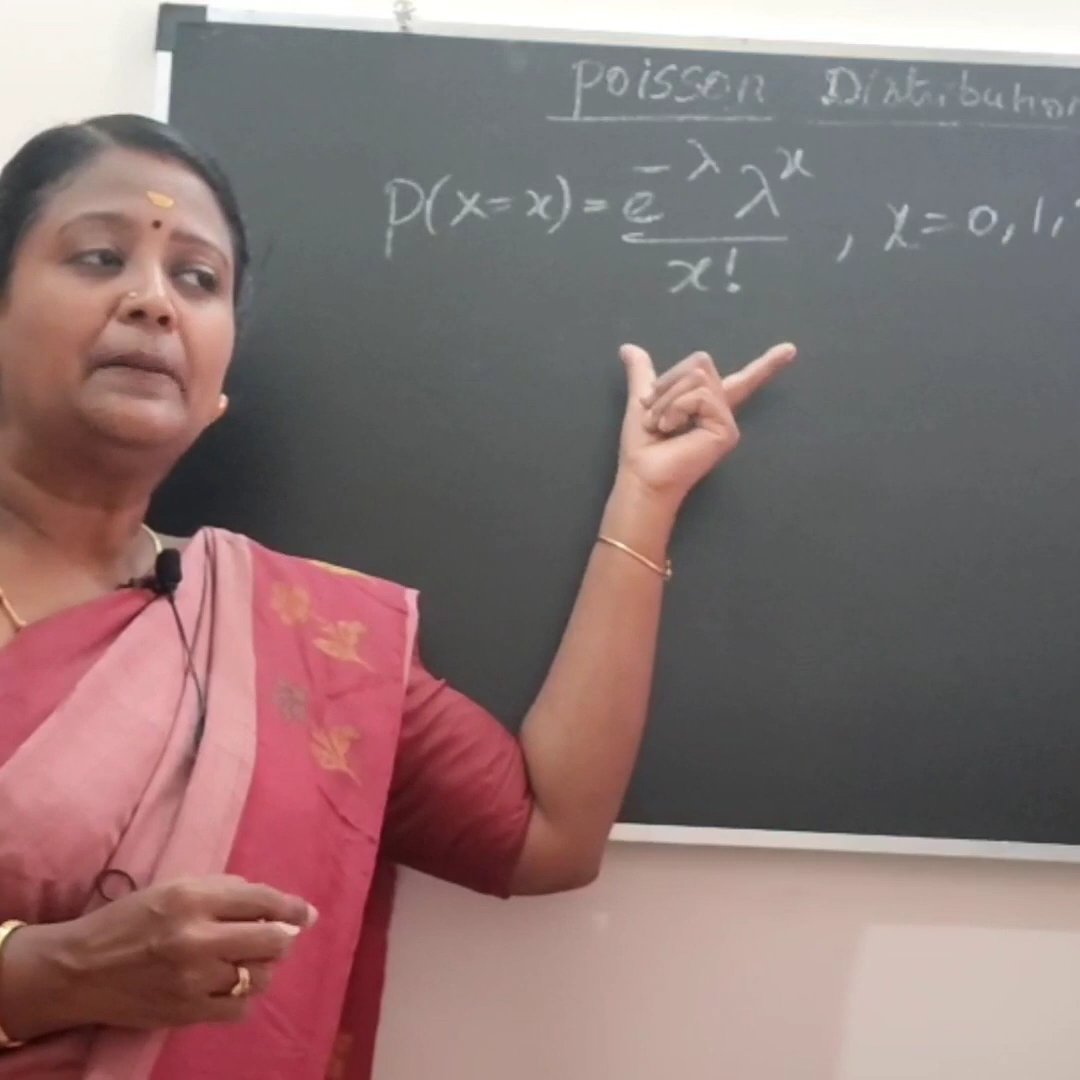 Poisson Distribution
P(X=x) = e^-λ λ^x / x! , x=0,1,